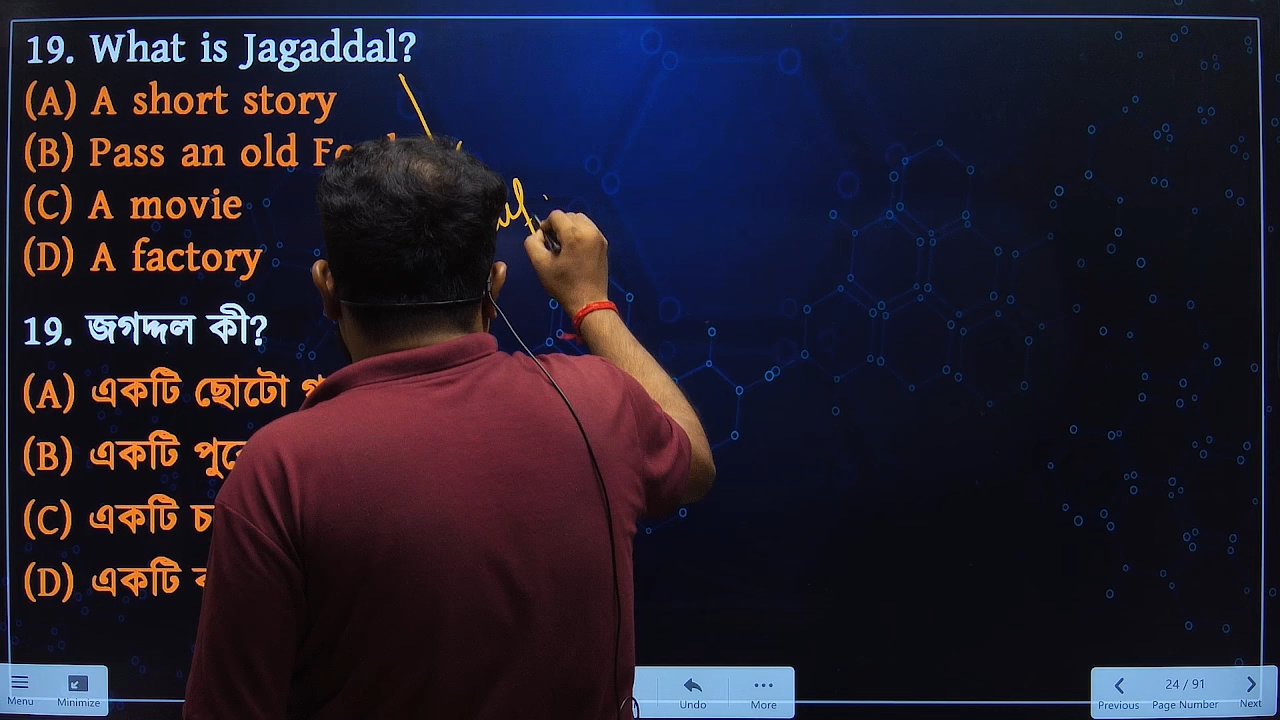 19. What is Jagaddal?
(A) A short story
(B) Pass an old
(C) A movie
(D) A factory
19. জগদ্দল কী?
(A) একটি ছোটো
(B) একটি
(C) একটি
(D) একটি
Menu Minimize Undo More Previous 24 / 91 Page Number Next